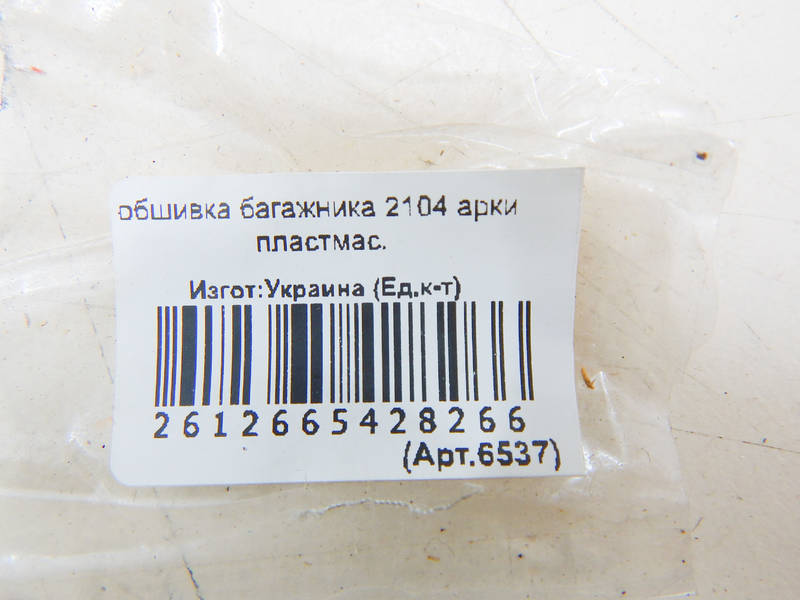 обшивка багажника 2104 арки
пластмас.
Изгот:Украина (Ед.к-т)
2612665428266
(Арт.6537)